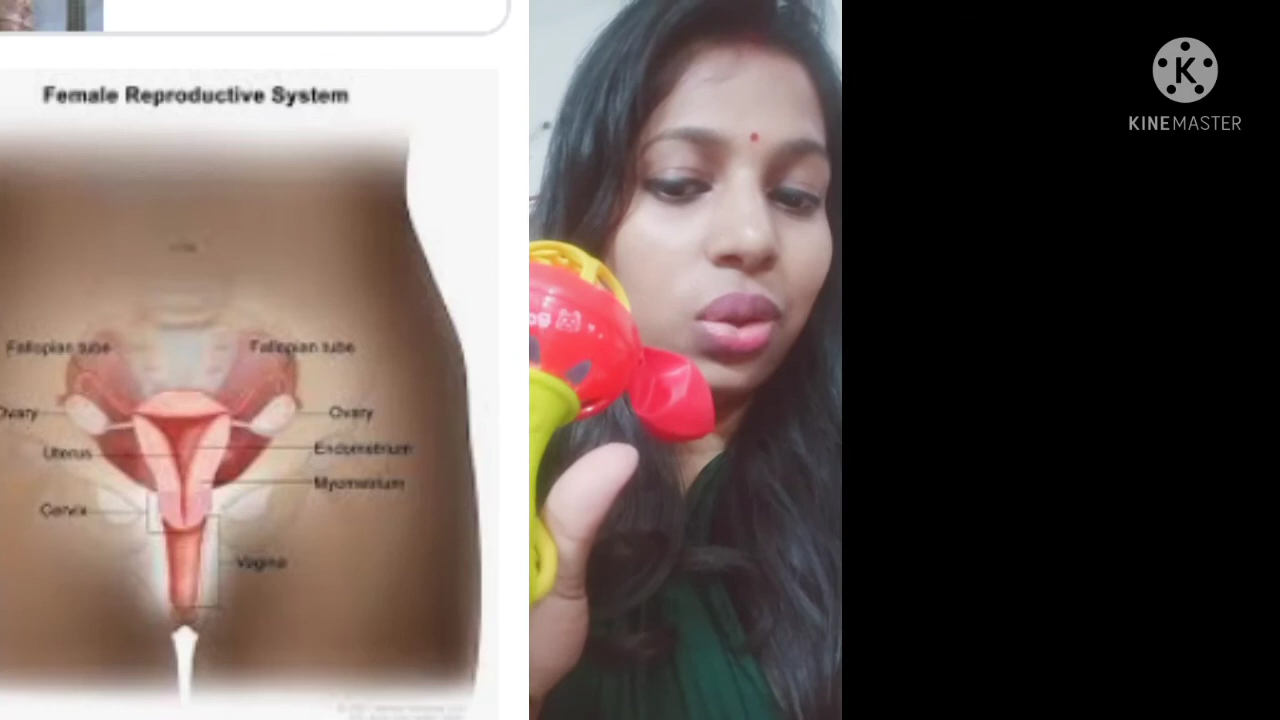 Female Reproductive System
Fallopian tube
Fallopian tube
Ovary
Ovary
Uterus
Endometrium
Myometrium
Cervix
Vagina
KINEMASTER